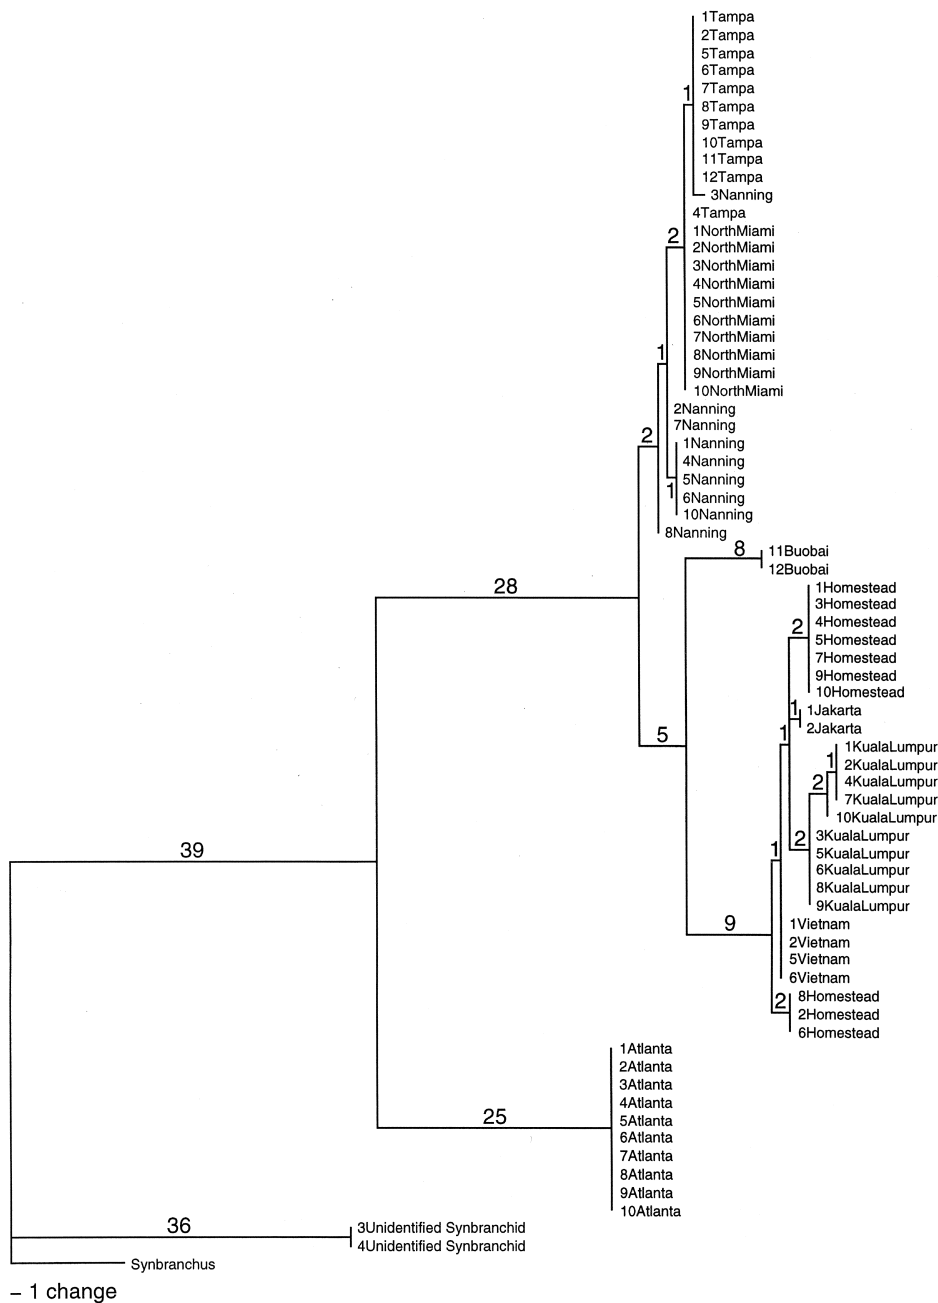 1Tampa
2Tampa
5Tampa
6Tampa
7Tampa
1
8Tampa
9Tampa
10Tampa
11Tampa
12Tampa
3Nanning
4Tampa
1NorthMiami
2
2NorthMiami
3NorthMiami
4NorthMiami
5NorthMiami
6NorthMiami
7NorthMiami
1
8NorthMiami
9NorthMiami
10NorthMiami
2Nanning
7Nanning
2
1Nanning
4Nanning
5Nanning
1
6Nanning
10Nanning
8Nanning
8
11Buobai
12Buobai
28
1Homestead
3Homestead
4Homestead
2
5Homestead
7Homestead
9Homestead
10Homestead
1
1Jakarta
2Jakarta
5
1
1KualaLumpur
1
2KualaLumpur
2
4KualaLumpur
7KualaLumpur
10KualaLumpur
3KualaLumpur
2
39
1
5KualaLumpur
6KualaLumpur
8KualaLumpur
9KualaLumpur
9
1Vietnam
2Vietnam
5Vietnam
6Vietnam
2
8Homestead
2Homestead
6Homestead
1Atlanta
2Atlanta
3Atlanta
4Atlanta
25
5Atlanta
6Atlanta
7Atlanta
8Atlanta
9Atlanta
10Atlanta
36
3Unidentified Synbranchid
4Unidentified Synbranchid
Synbranchus
– 1 change